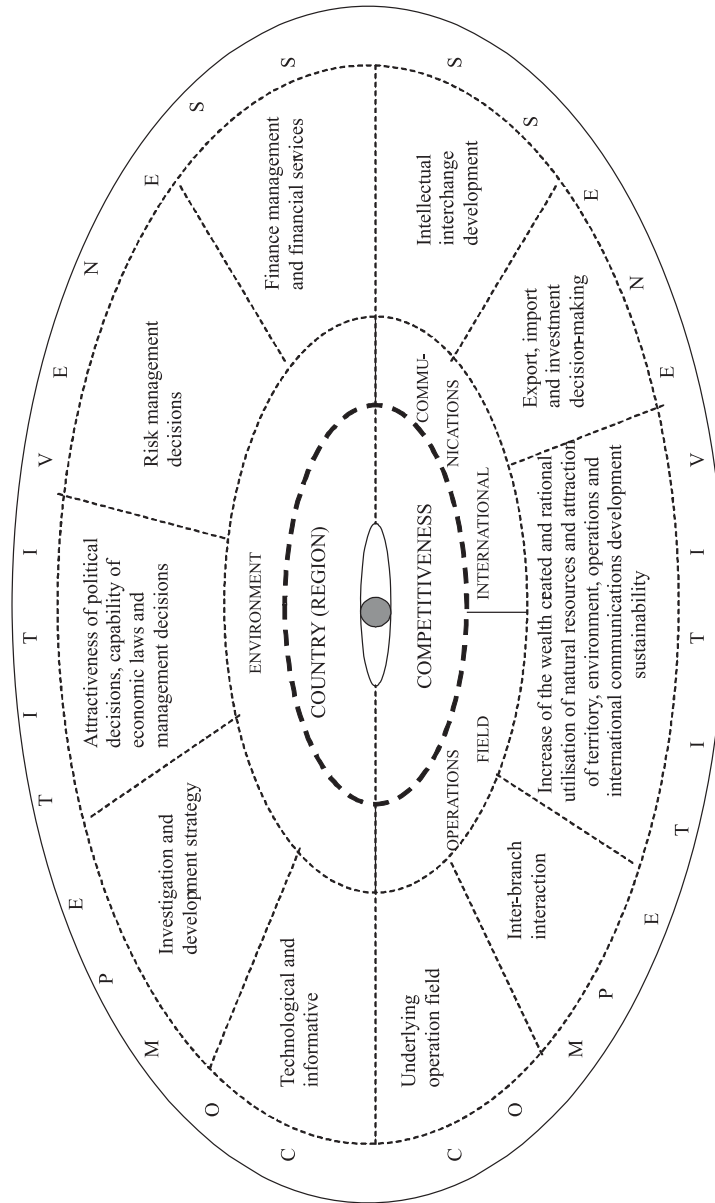 C O M P E T I T I V E N E S S
Technological and
informative
Investigation and
development strategy
Attractiveness of political
decisions, capability of
economic laws and
management decisions
Risk management
decisions
Finance management
and financial services
ENVIRONMENT
COUNTRY (REGION)
COMPETITIVENESS
OPERATIONS
FIELD
INTERNATIONAL
COMMU-
NICATIONS
Underlying
operation field
Inter-branch
interaction
Increase of the wealth ceated and rational
utilisation of natural resources and attraction
of territory, environment, operations and
international communications development
sustainability
Export, import
and investment
decision-making
Intellectual
interchange
development
C O M P E T I T I V E N E S S